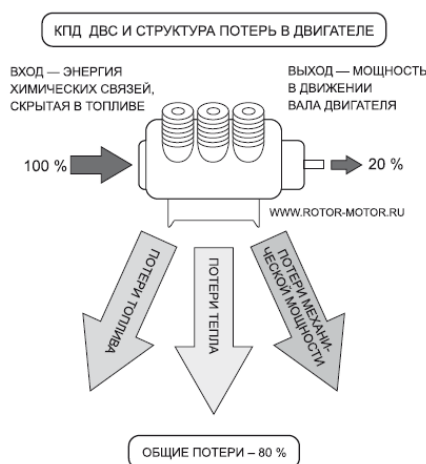 КПД ДВС И СТРУКТУРА ПОТЕРЬ В ДВИГАТЕЛЕ
ВХОД — ЭНЕРГИЯ
ХИМИЧЕСКИХ СВЯЗЕЙ,
СКРЫТАЯ В ТОПЛИВЕ
ВЫХОД — МОЩНОСТЬ
В ДВИЖЕНИИ
ВАЛА ДВИГАТЕЛЯ
100 %
20 %
WWW.ROTOR-MOTOR.RU
ПОТЕРИ ТОПЛИВА
ПОТЕРИ ТЕПЛА
ПОТЕРИ МЕХАНИ-
ЧЕСКОЙ МОЩНОСТИ
ОБЩИЕ ПОТЕРИ – 80 %